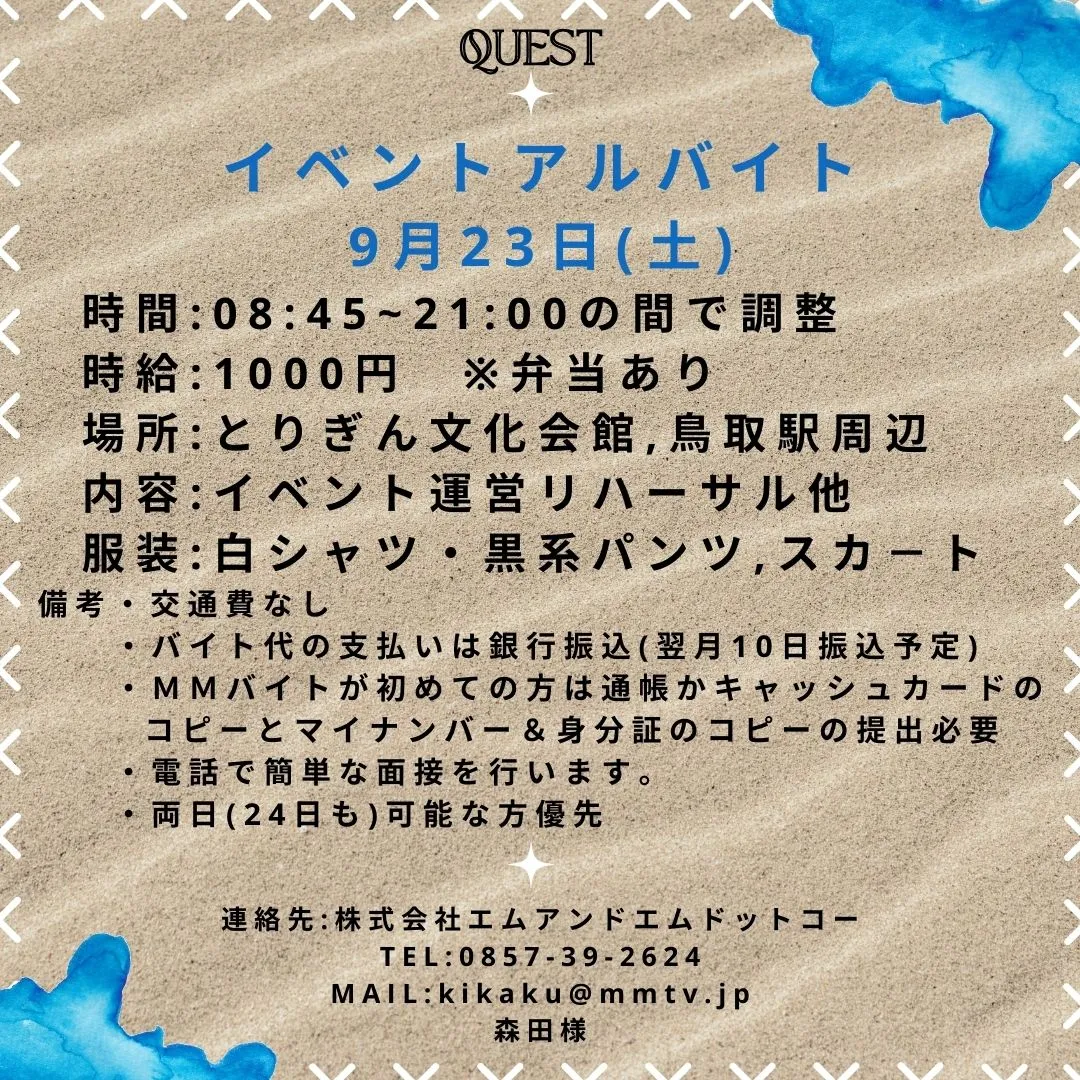 QUEST
イベントアルバイト
9月23日(土)
時間:08:45~21:00の間で調整
時給:1000円 ※弁当あり
場所:とりぎん文化会館,鳥取駅周辺
内容:イベント運営リハーサル他
服装:白シャツ・黒系パンツ,スカート
備考・交通費なし
・バイト代の支払いは銀行振込(翌月10日振込予定)
・MMバイトが初めての方は通帳かキャッシュカードの
コピーとマイナンバー&身分証のコピーの提出必要
・電話で簡単な面接を行います。
・両日(24日も)可能な方優先
連絡先:株式会社エムアンドエムドットコー
TEL:0857-39-2624
MAIL:kikaku@mmtv.jp
森田様